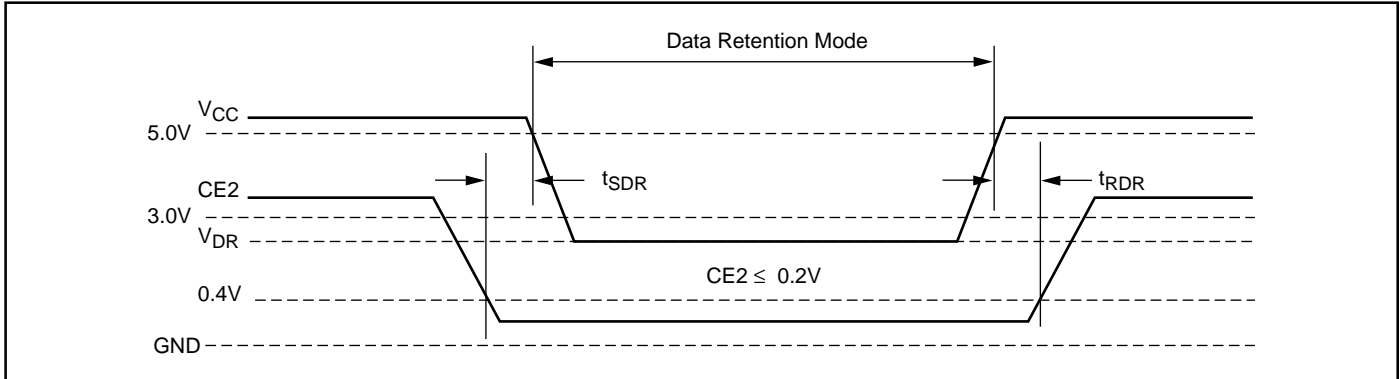 Data Retention Mode
VCC
5.0V
tSDR
tRDR
CE2
3.0V
VDR
CE2 ≤ 0.2V
0.4V
GND